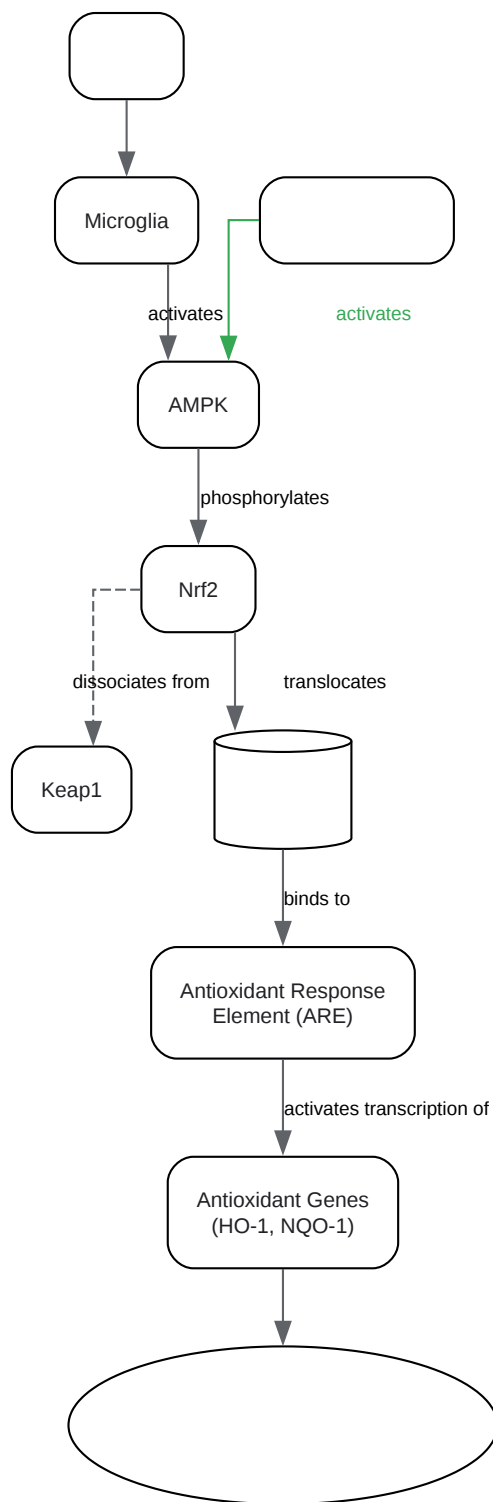 Microglia
activates
activates
AMPK
phosphorylates
Nrf2
dissociates from
translocates
Keap1
binds to
Antioxidant Response
Element (ARE)
activates transcription of
Antioxidant Genes
(HO-1, NQO-1)